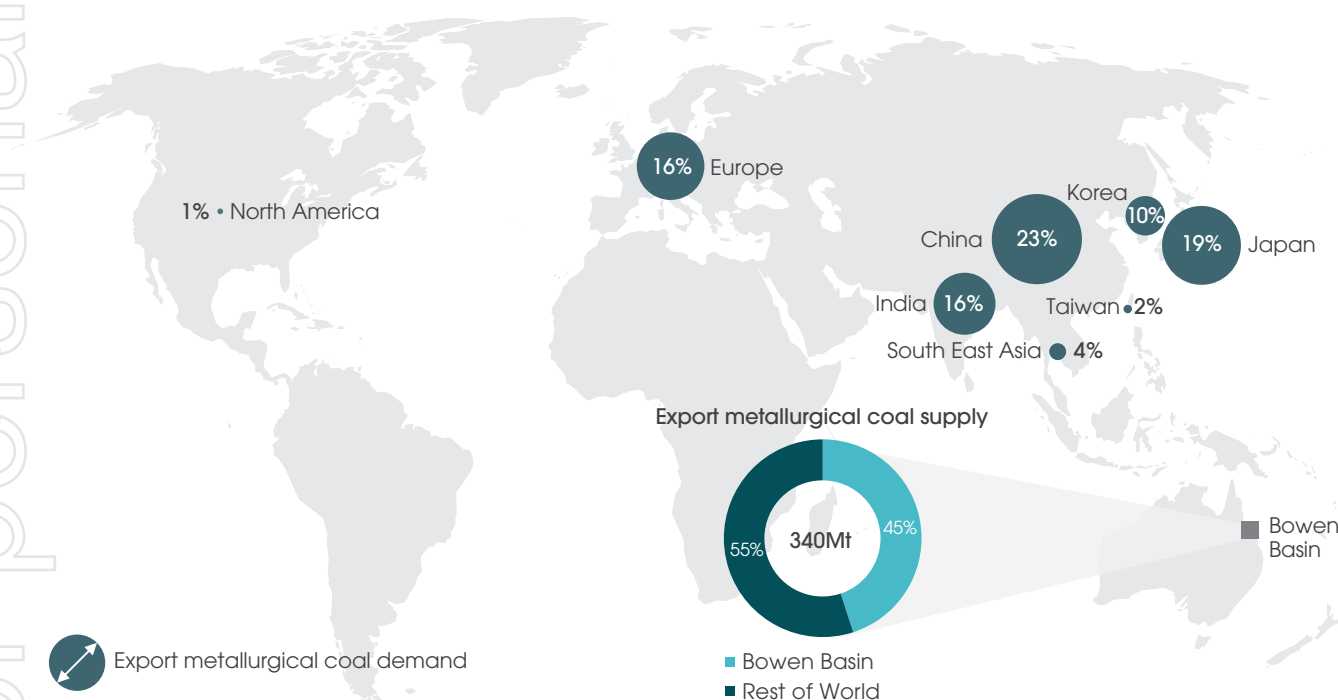 16% Europe
Korea
10%
1% • North America
China 23%
19% Japan
India 16%
Taiwan 2%
South East Asia 4%
Export metallurgical coal supply
45%
55%
340Mt
Bowen
Basin
Export metallurgical coal demand
Bowen Basin
Rest of World